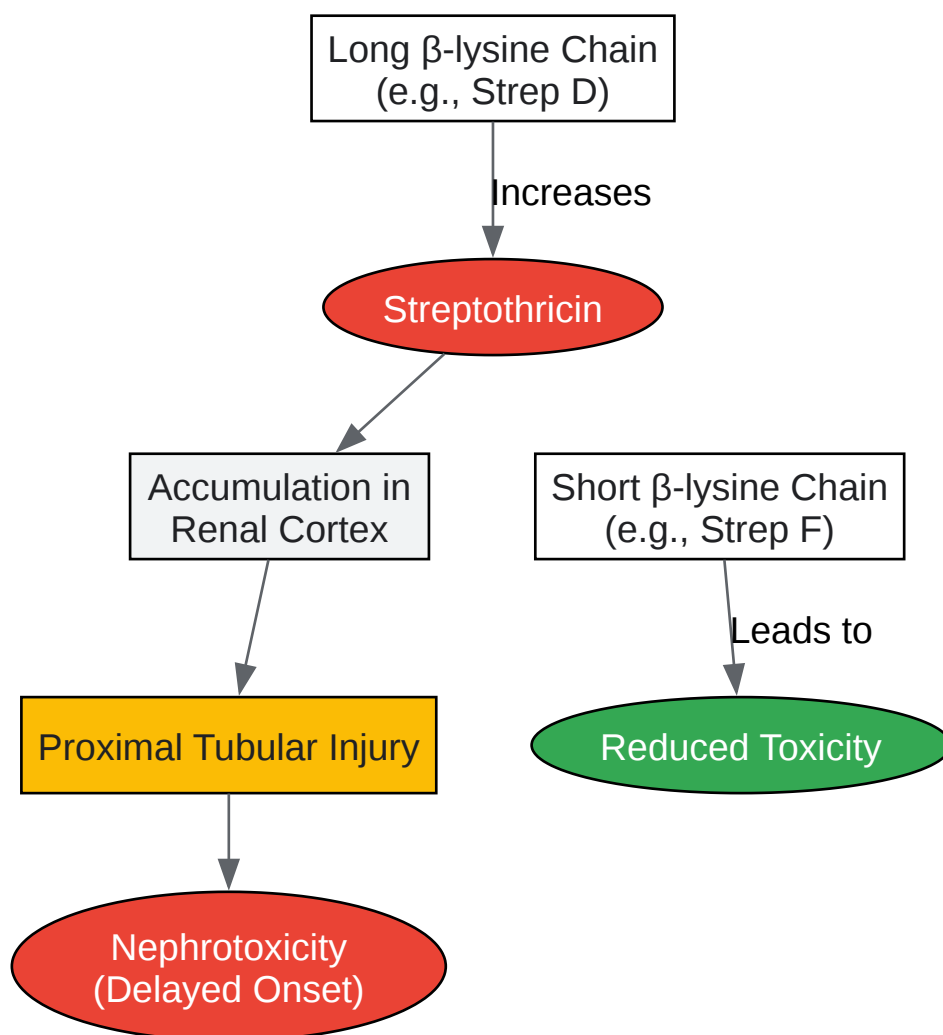 Long β-lysine Chain
(e.g., Strep D)
Increases
Streptothricin
Accumulation in
Renal Cortex
Short β-lysine Chain
(e.g., Strep F)
Leads to
Proximal Tubular Injury
Reduced Toxicity
Nephrotoxicity
(Delayed Onset)